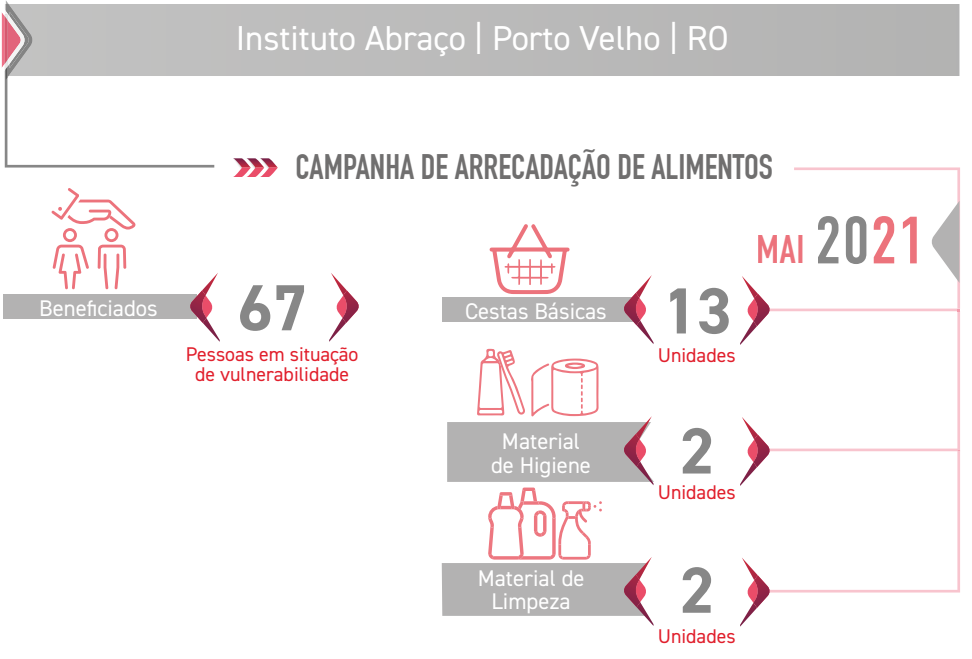 Instituto Abraço | Porto Velho | RO
CAMPANHA DE ARRECADAÇÃO DE ALIMENTOS
MAI 2021
Beneficiados
67
Pessoas em situação
de vulnerabilidade
Cestas Básicas
13
Unidades
Material
de Higiene
2
Unidades
Material de
Limpeza
2
Unidades